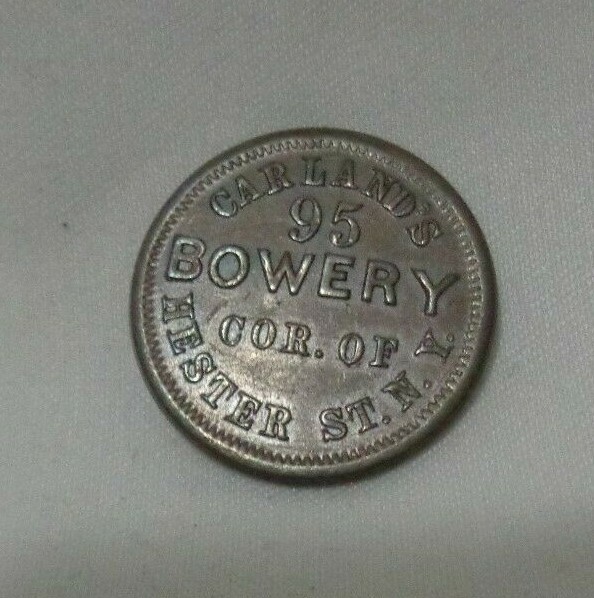 CARLAND'S
95
BOWERY
COR. OF
HESTER ST. N. Y.